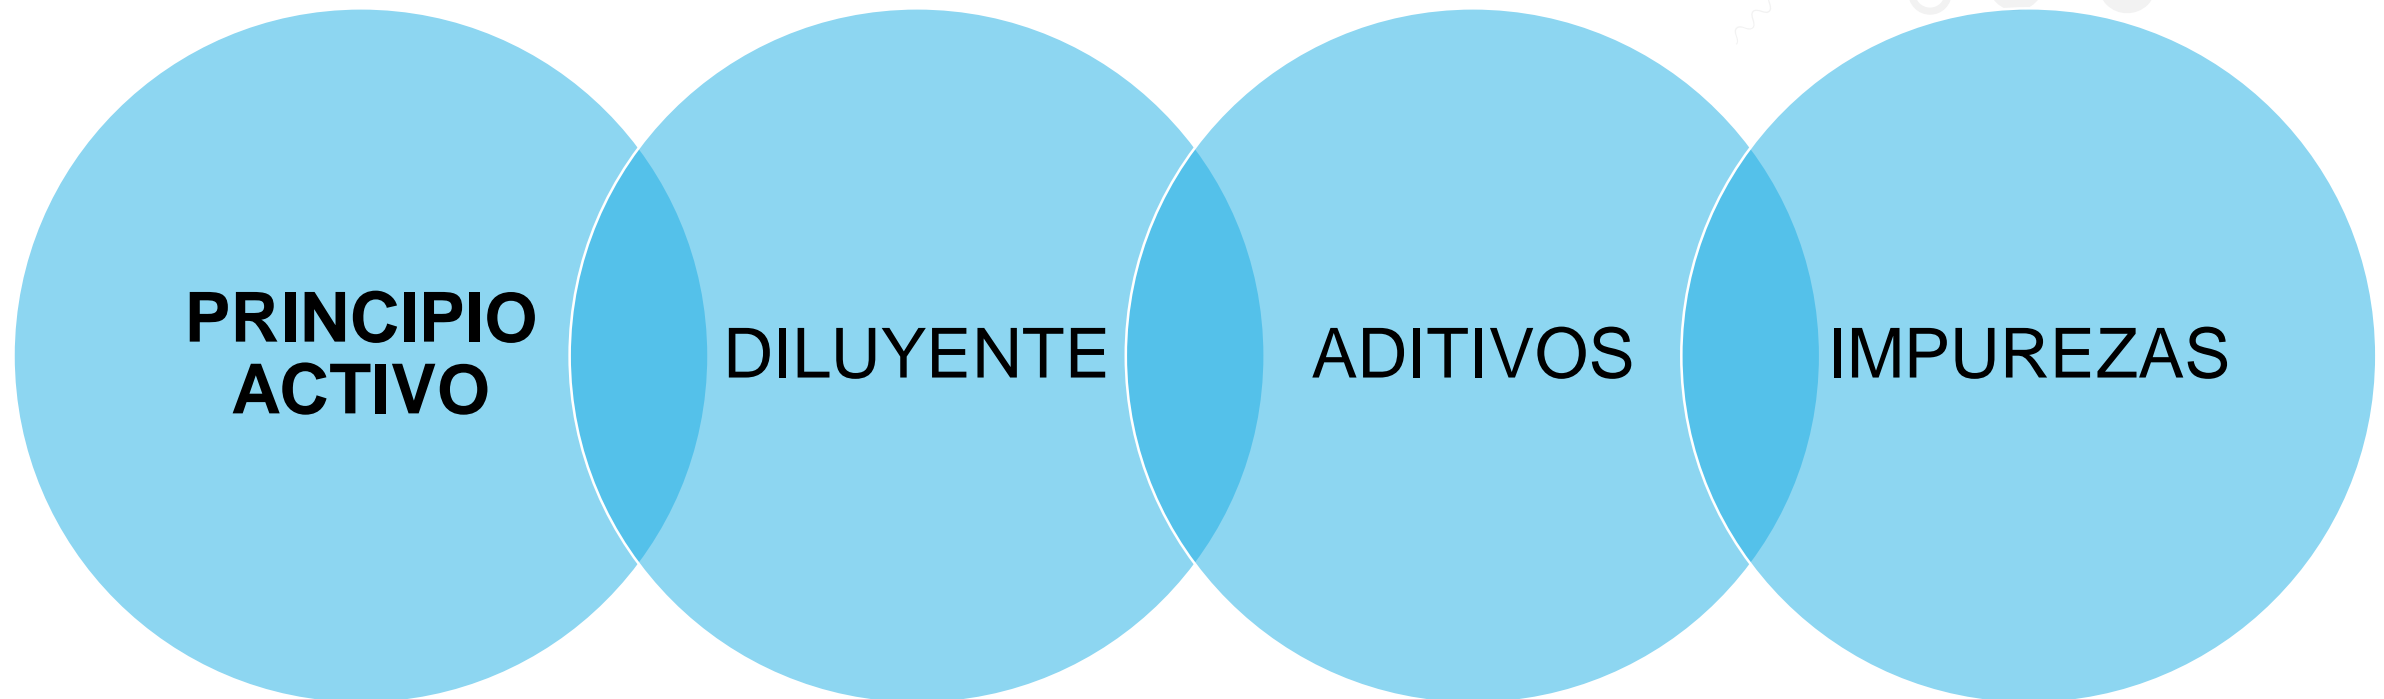 PRINCIPIO
ACTIVO
DILUYENTE
ADITIVOS
IMPUREZAS